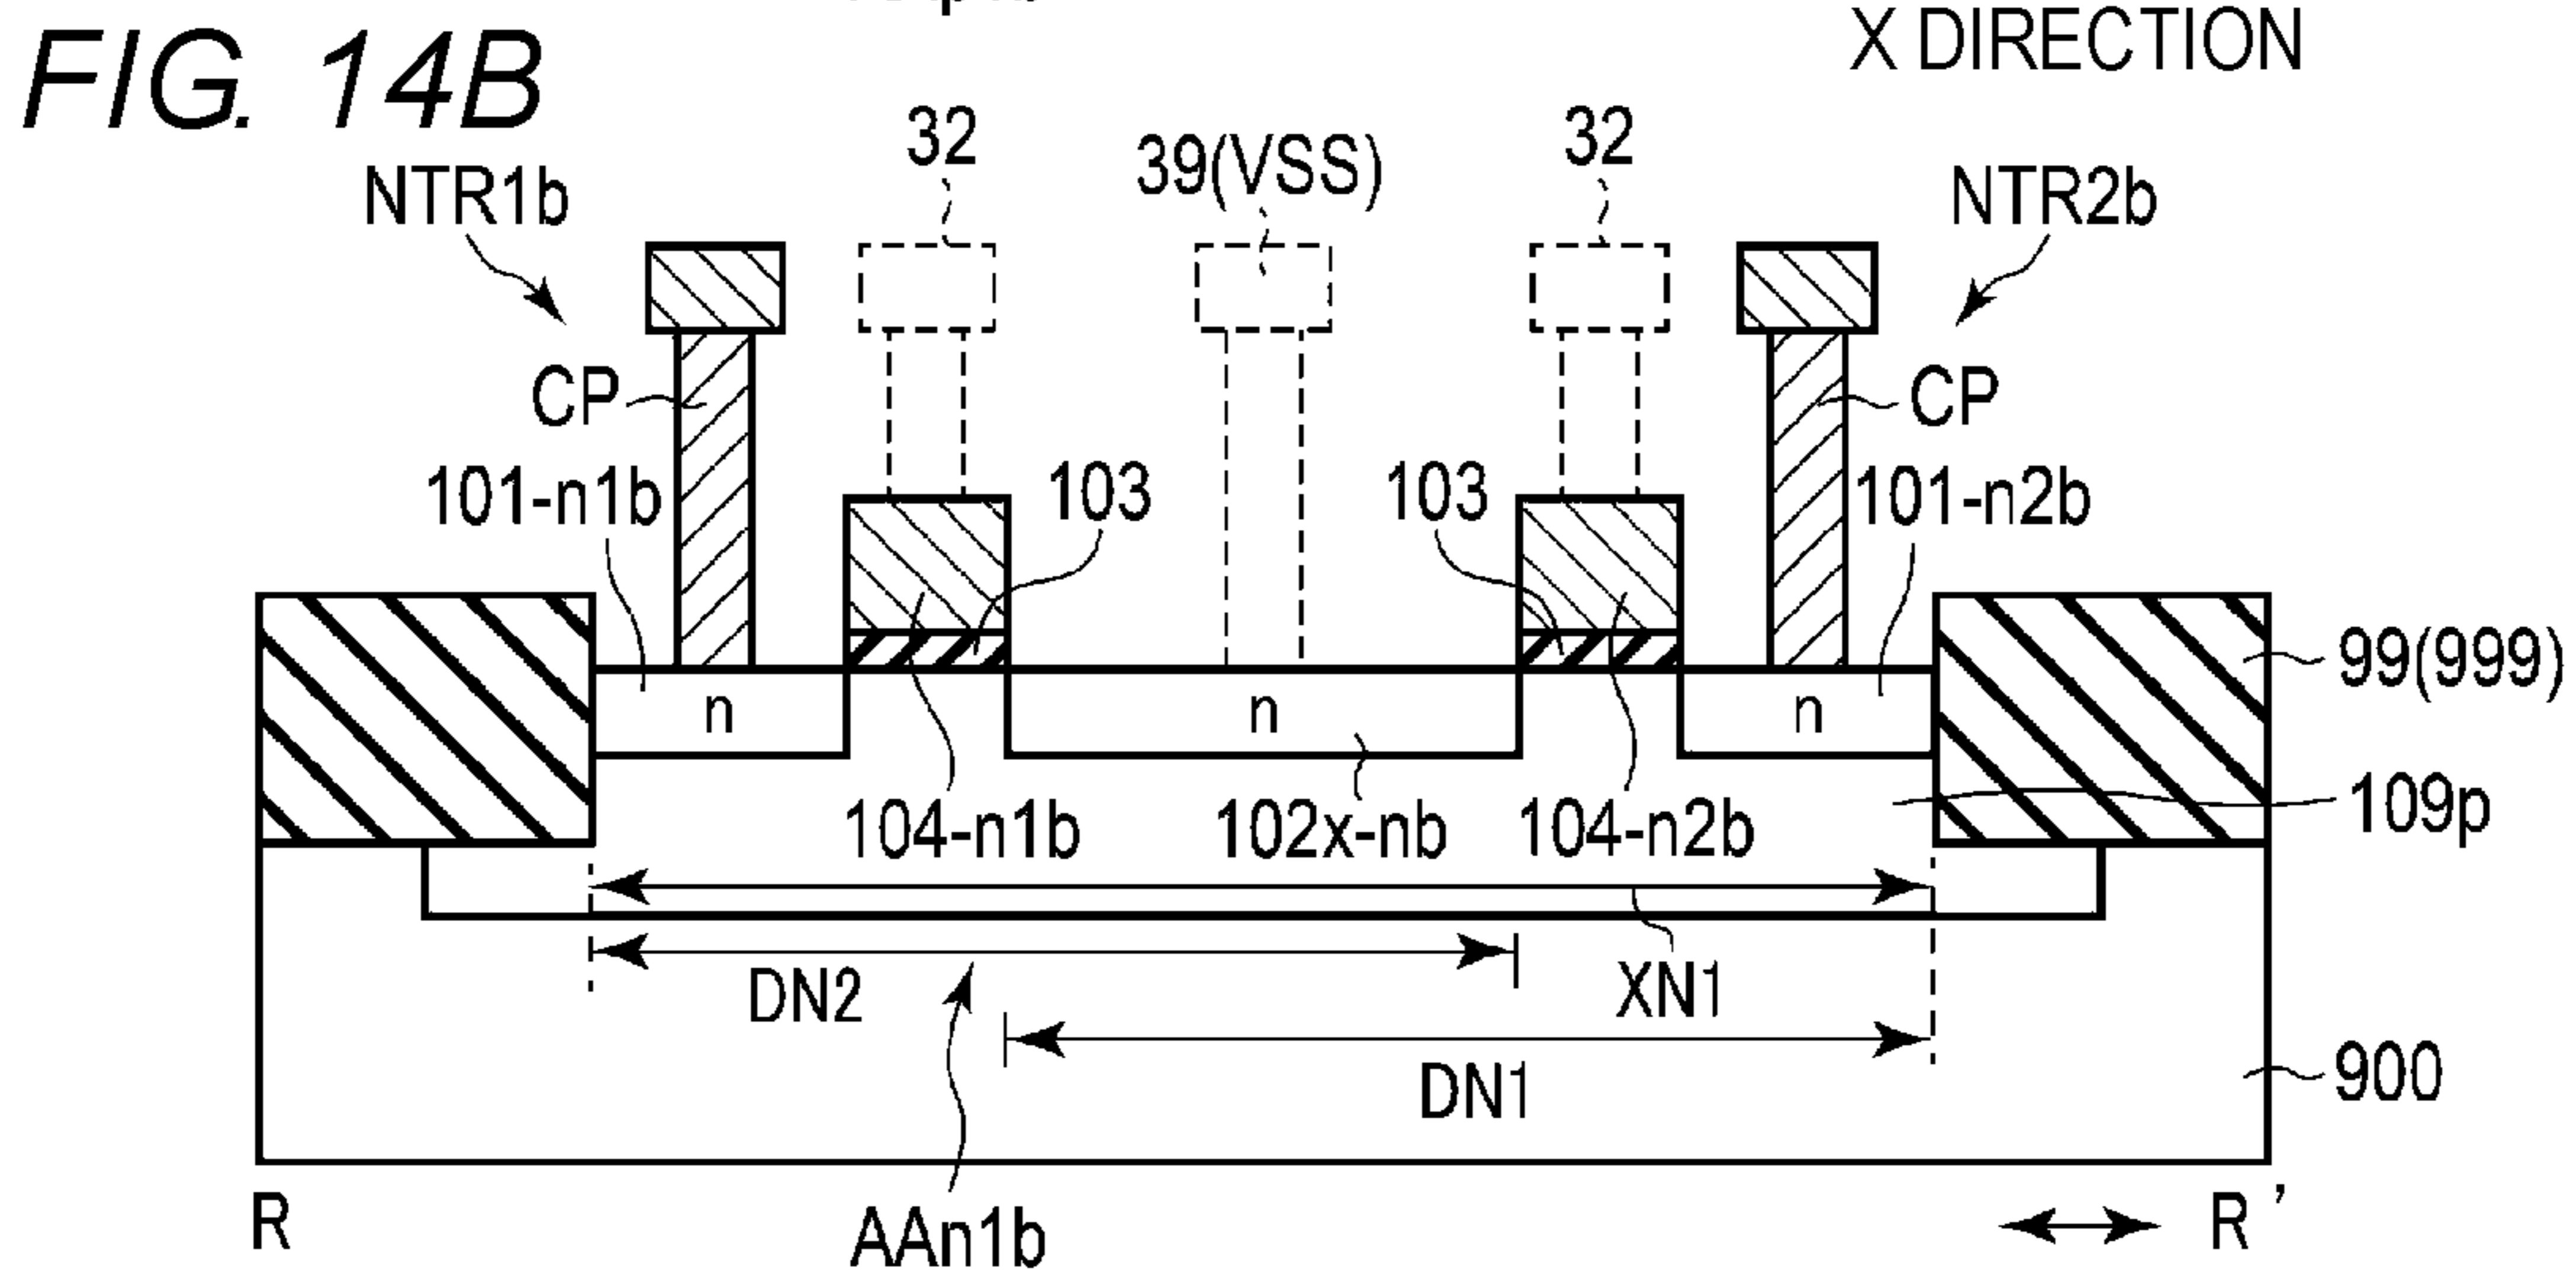 X DIRECTION
FIG. 14B
32 39(VSS) 32
NTR1b NTR2b
CP CP
101-n1b 103 103 101-n2b
99(999)
n n n
104-n1b 102x-nb 104-n2b 109p
DN2 XN1
DN1 900
R AAn1b R'